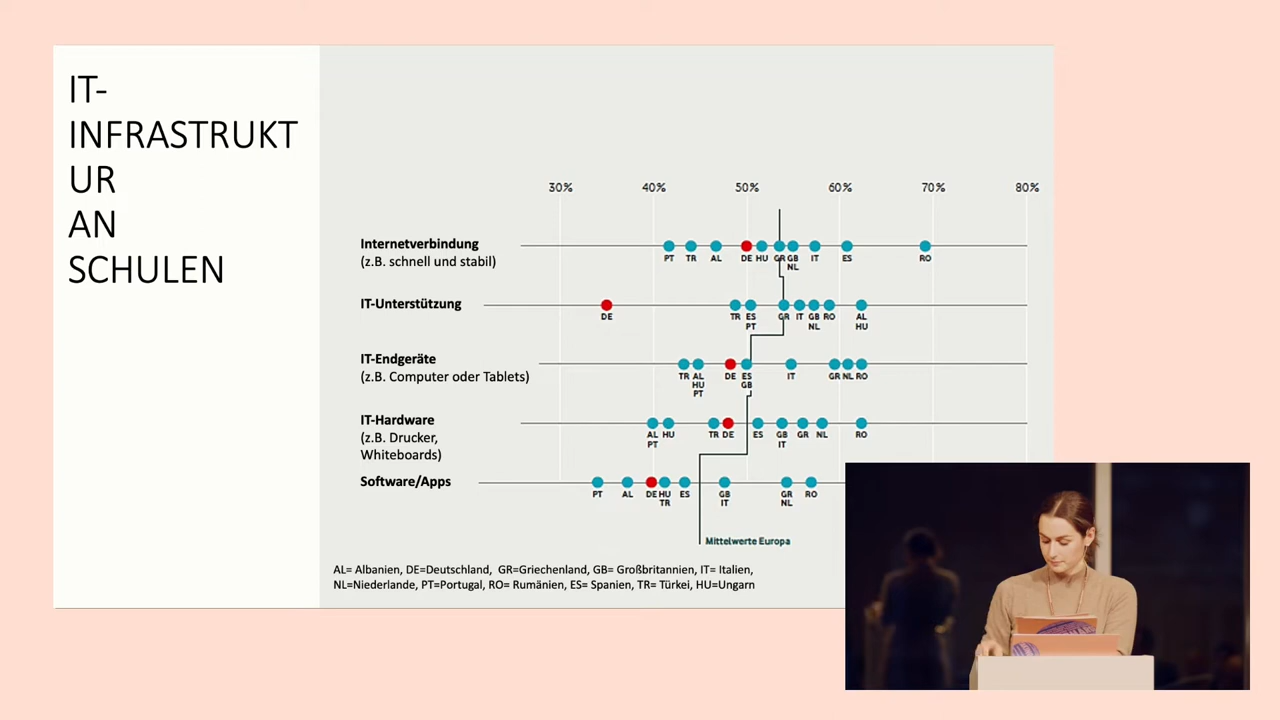 IT-
INFRASTRUKT
UR
AN
SCHULEN
30% 40% 50% 60% 70% 80%
Internetverbindung
(z.B. schnell und stabil)
PT TR AL DE HU GR GB IT ES RO
NL
IT-Unterstützung
DE TR ES GR IT GB RO AL
PT NL HU
IT-Endgeräte
(z.B. Computer oder Tablets)
TR AL DE ES IT GR NL RO
HU GB
PT
IT-Hardware
(z.B. Drucker,
Whiteboards)
AL HU TR DE ES GB GR NL RO
PT IT
Software/Apps
PT AL DE HU ES GB GR RO
TR IT NL
Mittelwerte Europa
AL= Albanien, DE=Deutschland, GR=Griechenland, GB= Großbritannien, IT= Italien,
NL=Niederlande, PT=Portugal, RO= Rumänien, ES= Spanien, TR= Türkei, HU=Ungarn